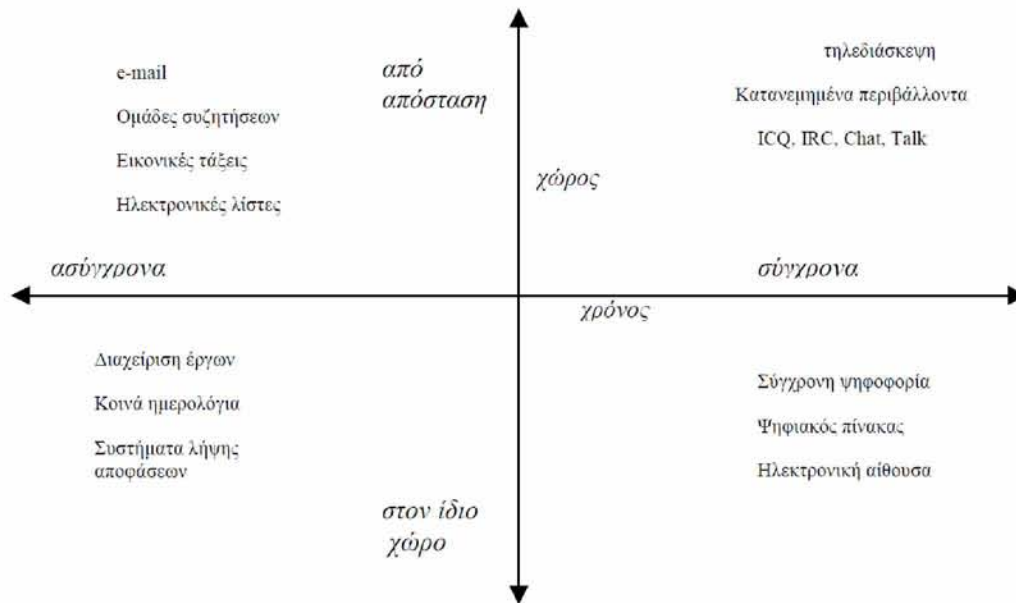 e-mail
Ομάδες συζητήσεων
Εικονικές τάξεις
Ηλεκτρονικές λίστες
από
απόσταση
τηλεδιάσκεψη
Κατανεμημένα περιβάλλοντα
ICQ, IRC, Chat, Talk
χώρος
ασύγχρονα
σύγχρονα
χρόνος
Διαχείριση έργων
Κοινά ημερολόγια
Συστήματα λήψης
αποφάσεων
στον ίδιο
χώρο
Σύγχρονη ψηφοφορία
Ψηφιακός πίνακας
Ηλεκτρονική αίθουσα